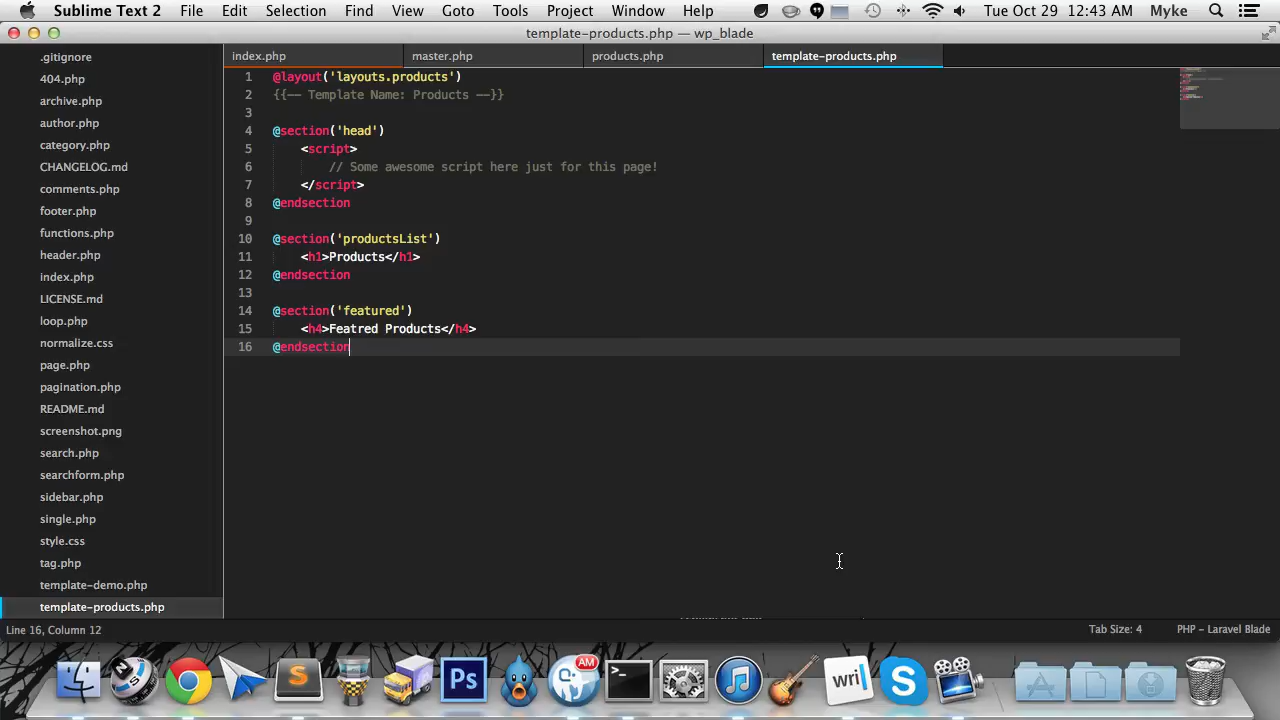 Sublime Text 2 File Edit Selection Find View Goto Tools Project Window Help Tue Oct 29 12:43 AM Myke
template-products.php — wp_blade
index.php master.php products.php template-products.php
.gitignore
404.php
archive.php
author.php
category.php
CHANGELOG.md
comments.php
footer.php
functions.php
header.php
index.php
LICENSE.md
loop.php
normalize.css
page.php
pagination.php
README.md
screenshot.png
search.php
searchform.php
sidebar.php
single.php
style.css
tag.php
template-demo.php
template-products.php
1 @layout('layouts.products')
2 {{-- Template Name: Products --}}
3
4 @section('head')
5 <script>
6 // Some awesome script here just for this page!
7 </script>
8 @endsection
9
10 @section('productsList')
11 <h1>Products</h1>
12 @endsection
13
14 @section('featured')
15 <h4>Featred Products</h4>
16 @endsection
Line 16, Column 12 Tab Size: 4 PHP - Laravel Blade
N
S
Ps
AM
>_
wri
S